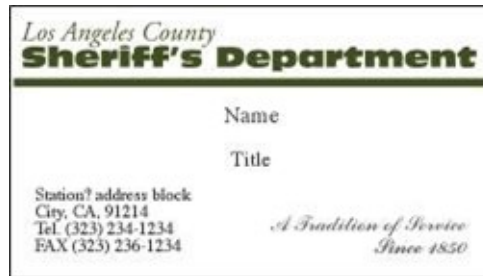 Los Angeles County
Sheriff's Department
Name
Title
Station? address block
City, CA, 91214
Tel. (323) 234-1234
FAX (323) 236-1234
A Tradition of Service
Since 1850